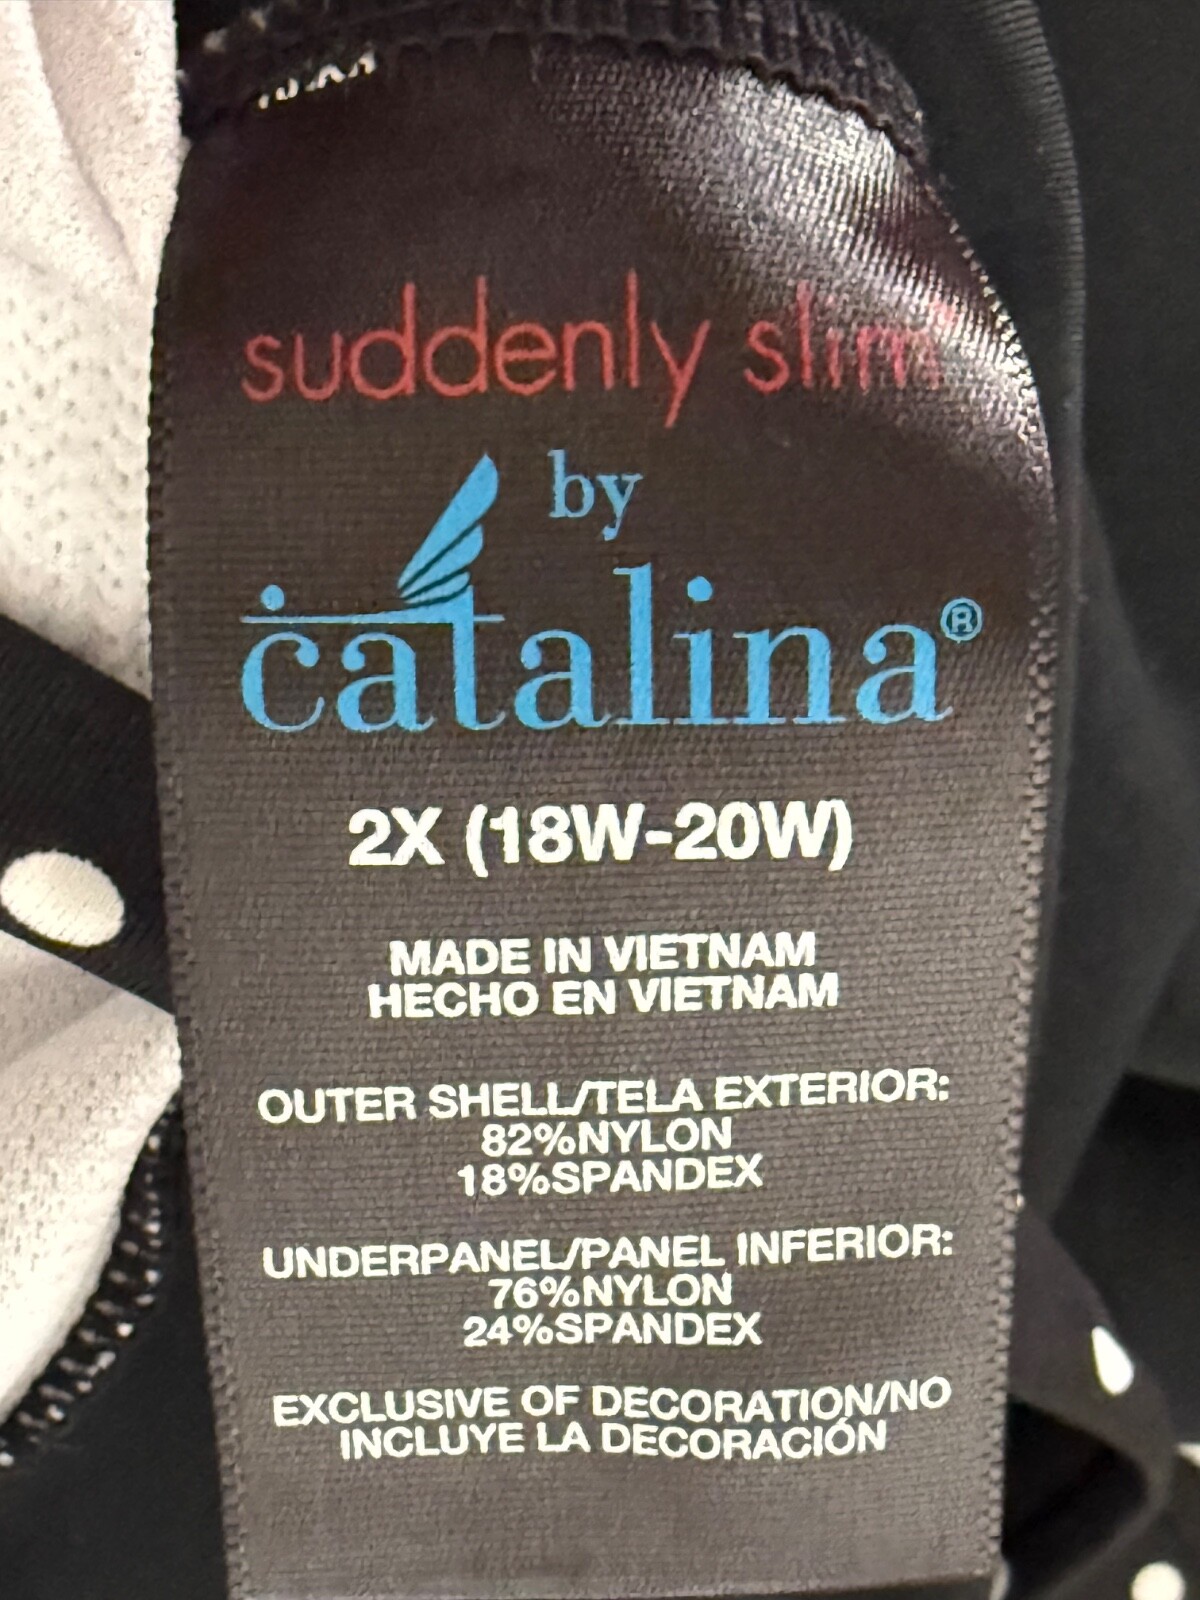 suddenly slim
by
catalina®
2X (18W-20W)
MADE IN VIETNAM
HECHO EN VIETNAM
OUTER SHELL/TELA EXTERIOR:
82%NYLON
18%SPANDEX
UNDERPANEL/PANEL INFERIOR:
76%NYLON
24%SPANDEX
EXCLUSIVE OF DECORATION/NO
INCLUYE LA DECORACIÓN